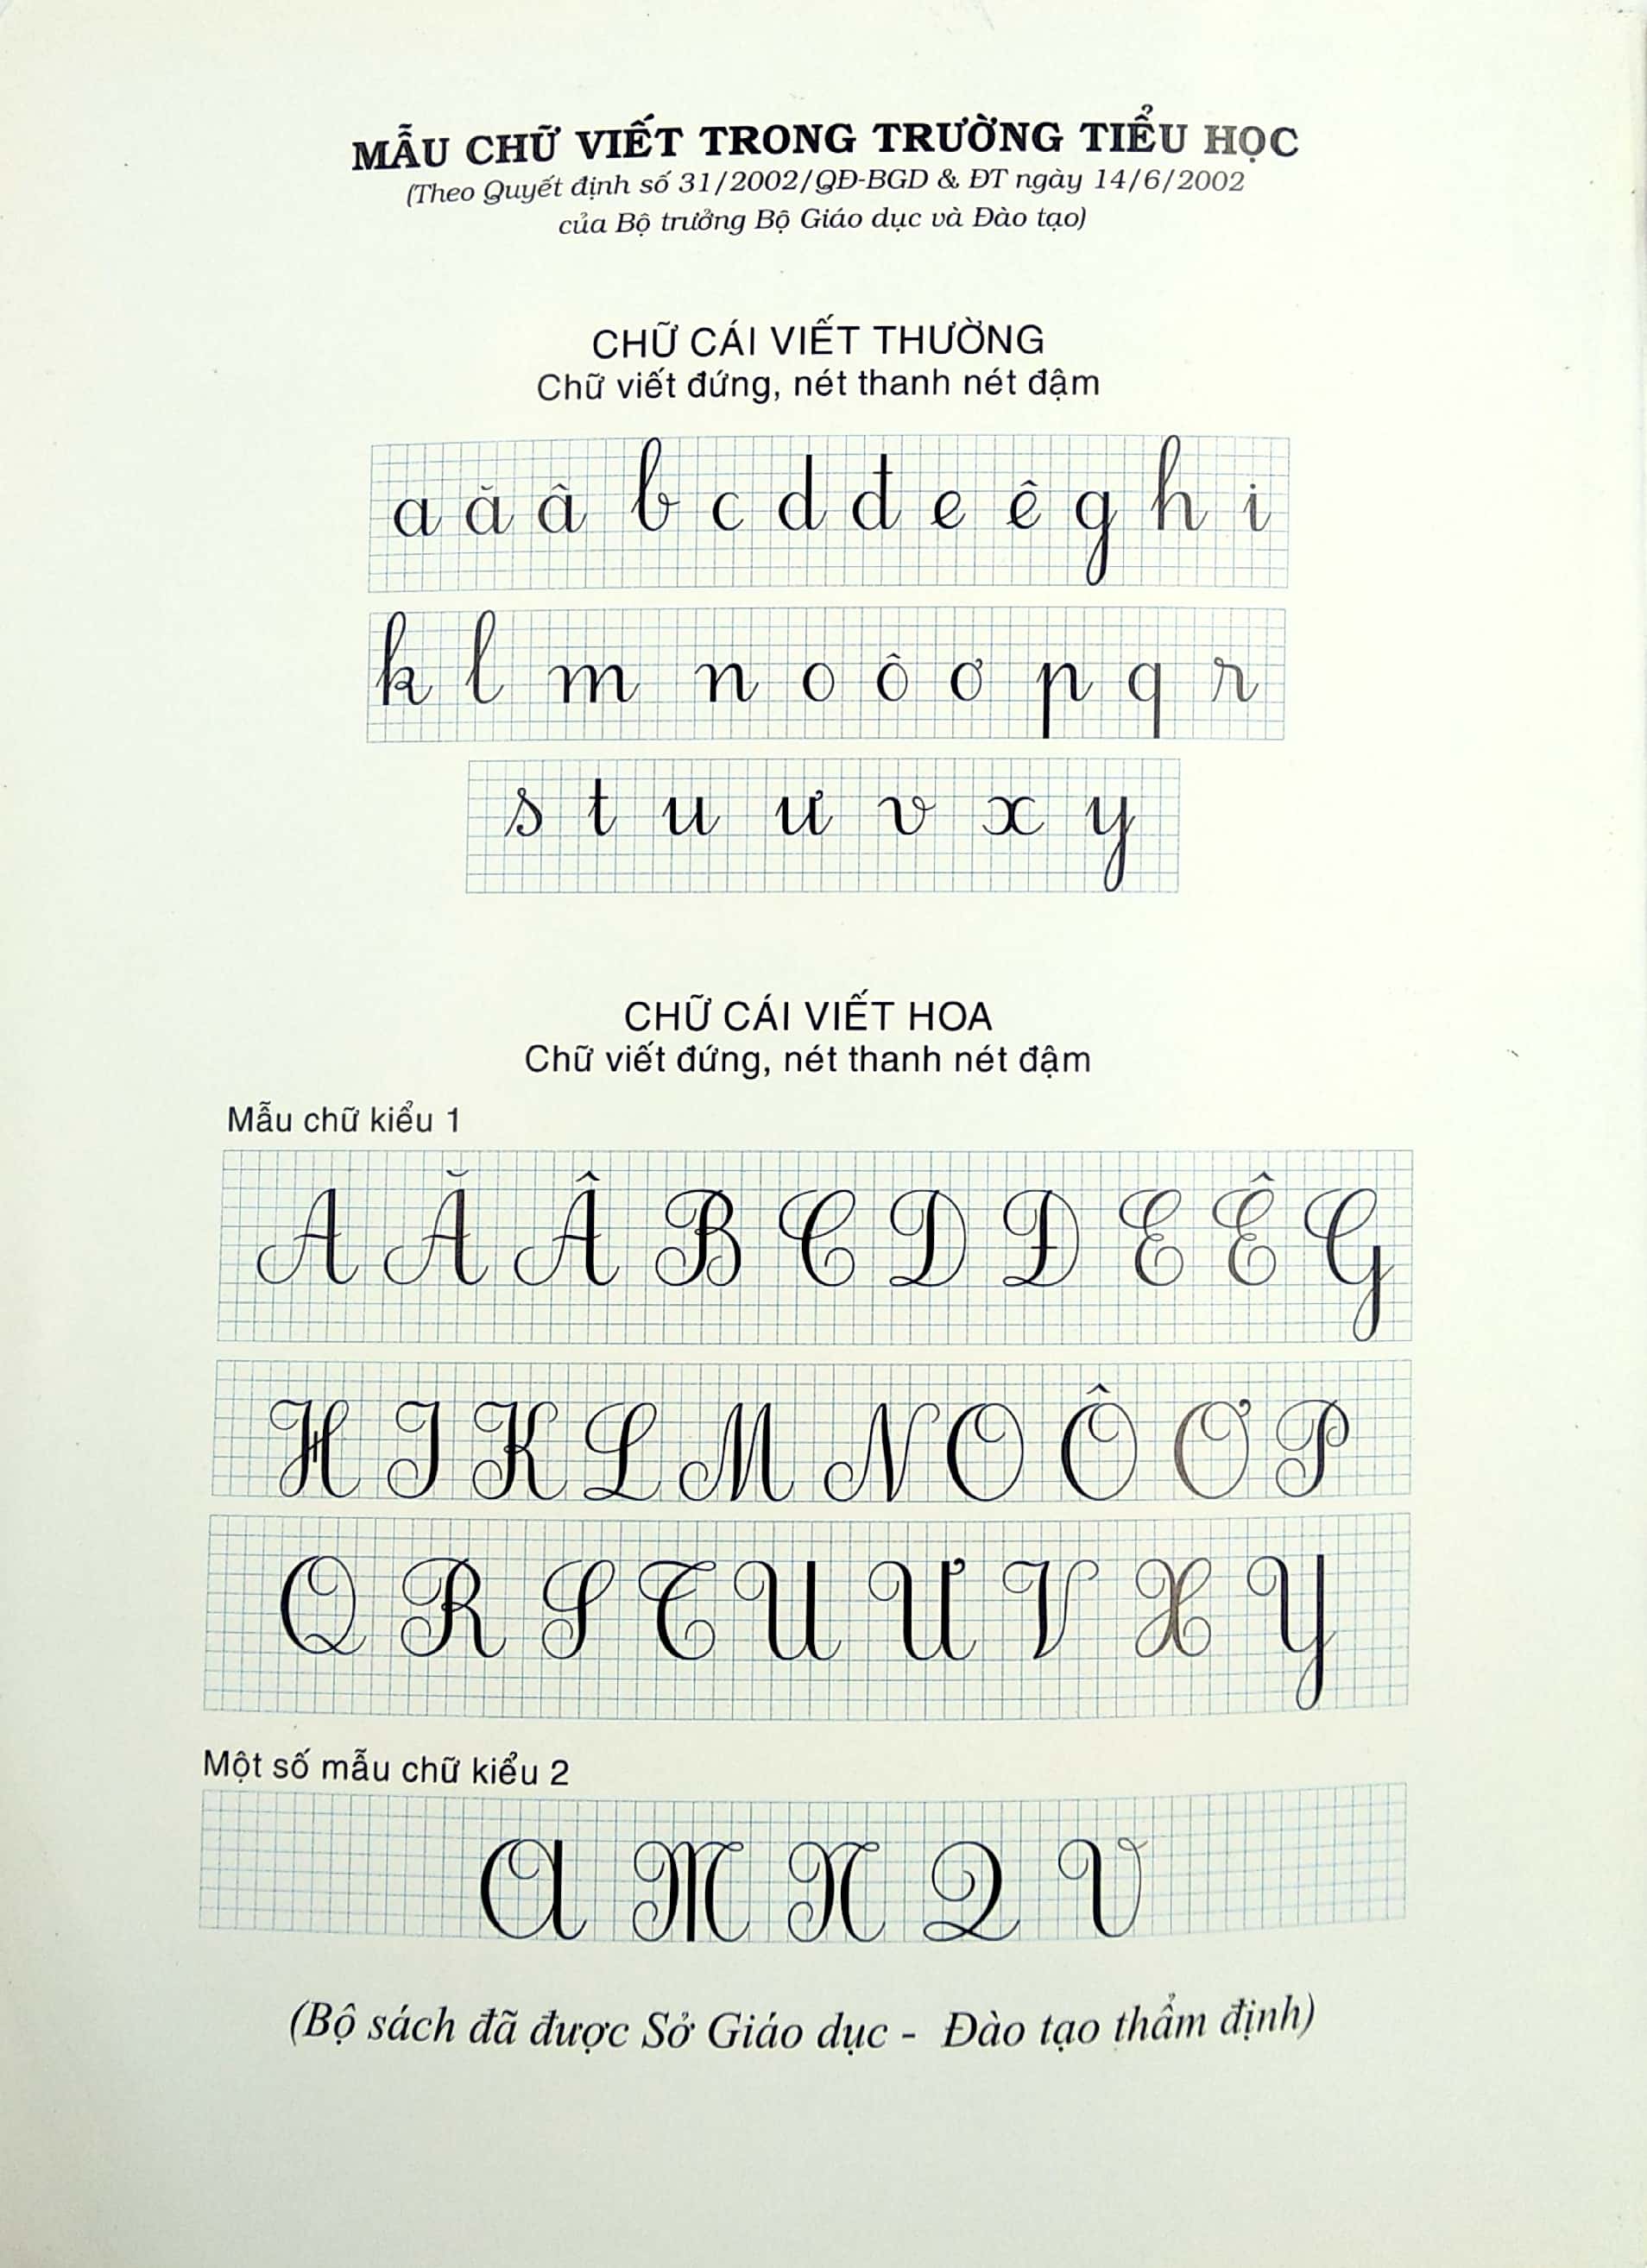 MẪU CHỮ VIẾT TRONG TRƯỜNG TIỂU HỌC
(Theo Quyết định số 31/2002/QĐ-BGD & ĐT ngày 14/6/2002
của Bộ trưởng Bộ Giáo dục và Đào tạo)
CHỮ CÁI VIẾT THƯỜNG
Chữ viết đứng, nét thanh nét đậm
a ă â b c d đ e ê g h i
k l m n o ô ơ p q r
s t u ư v x y
CHỮ CÁI VIẾT HOA
Chữ viết đứng, nét thanh nét đậm
Mẫu chữ kiểu 1
A Ă Â B C D Đ E Ê G
H I K L M N O Ô Ơ P
Q R S T U Ư V X Y
Một số mẫu chữ kiểu 2
A M N Q V
(Bộ sách đã được Sở Giáo dục - Đào tạo thẩm định)